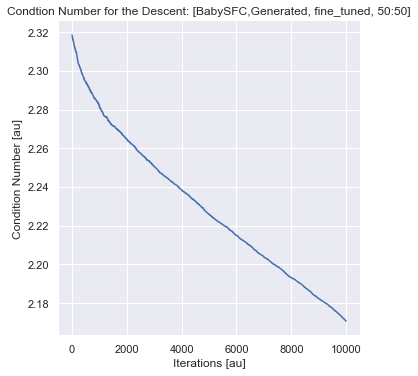 Condtion Number for the Descent: [BabySFC,Generated, fine_tuned, 50:50]
2.32
2.30
2.28
2.26
2.24
2.22
2.20
2.18
Condition Number [au]
0 2000 4000 6000 8000 10000
Iterations [au]